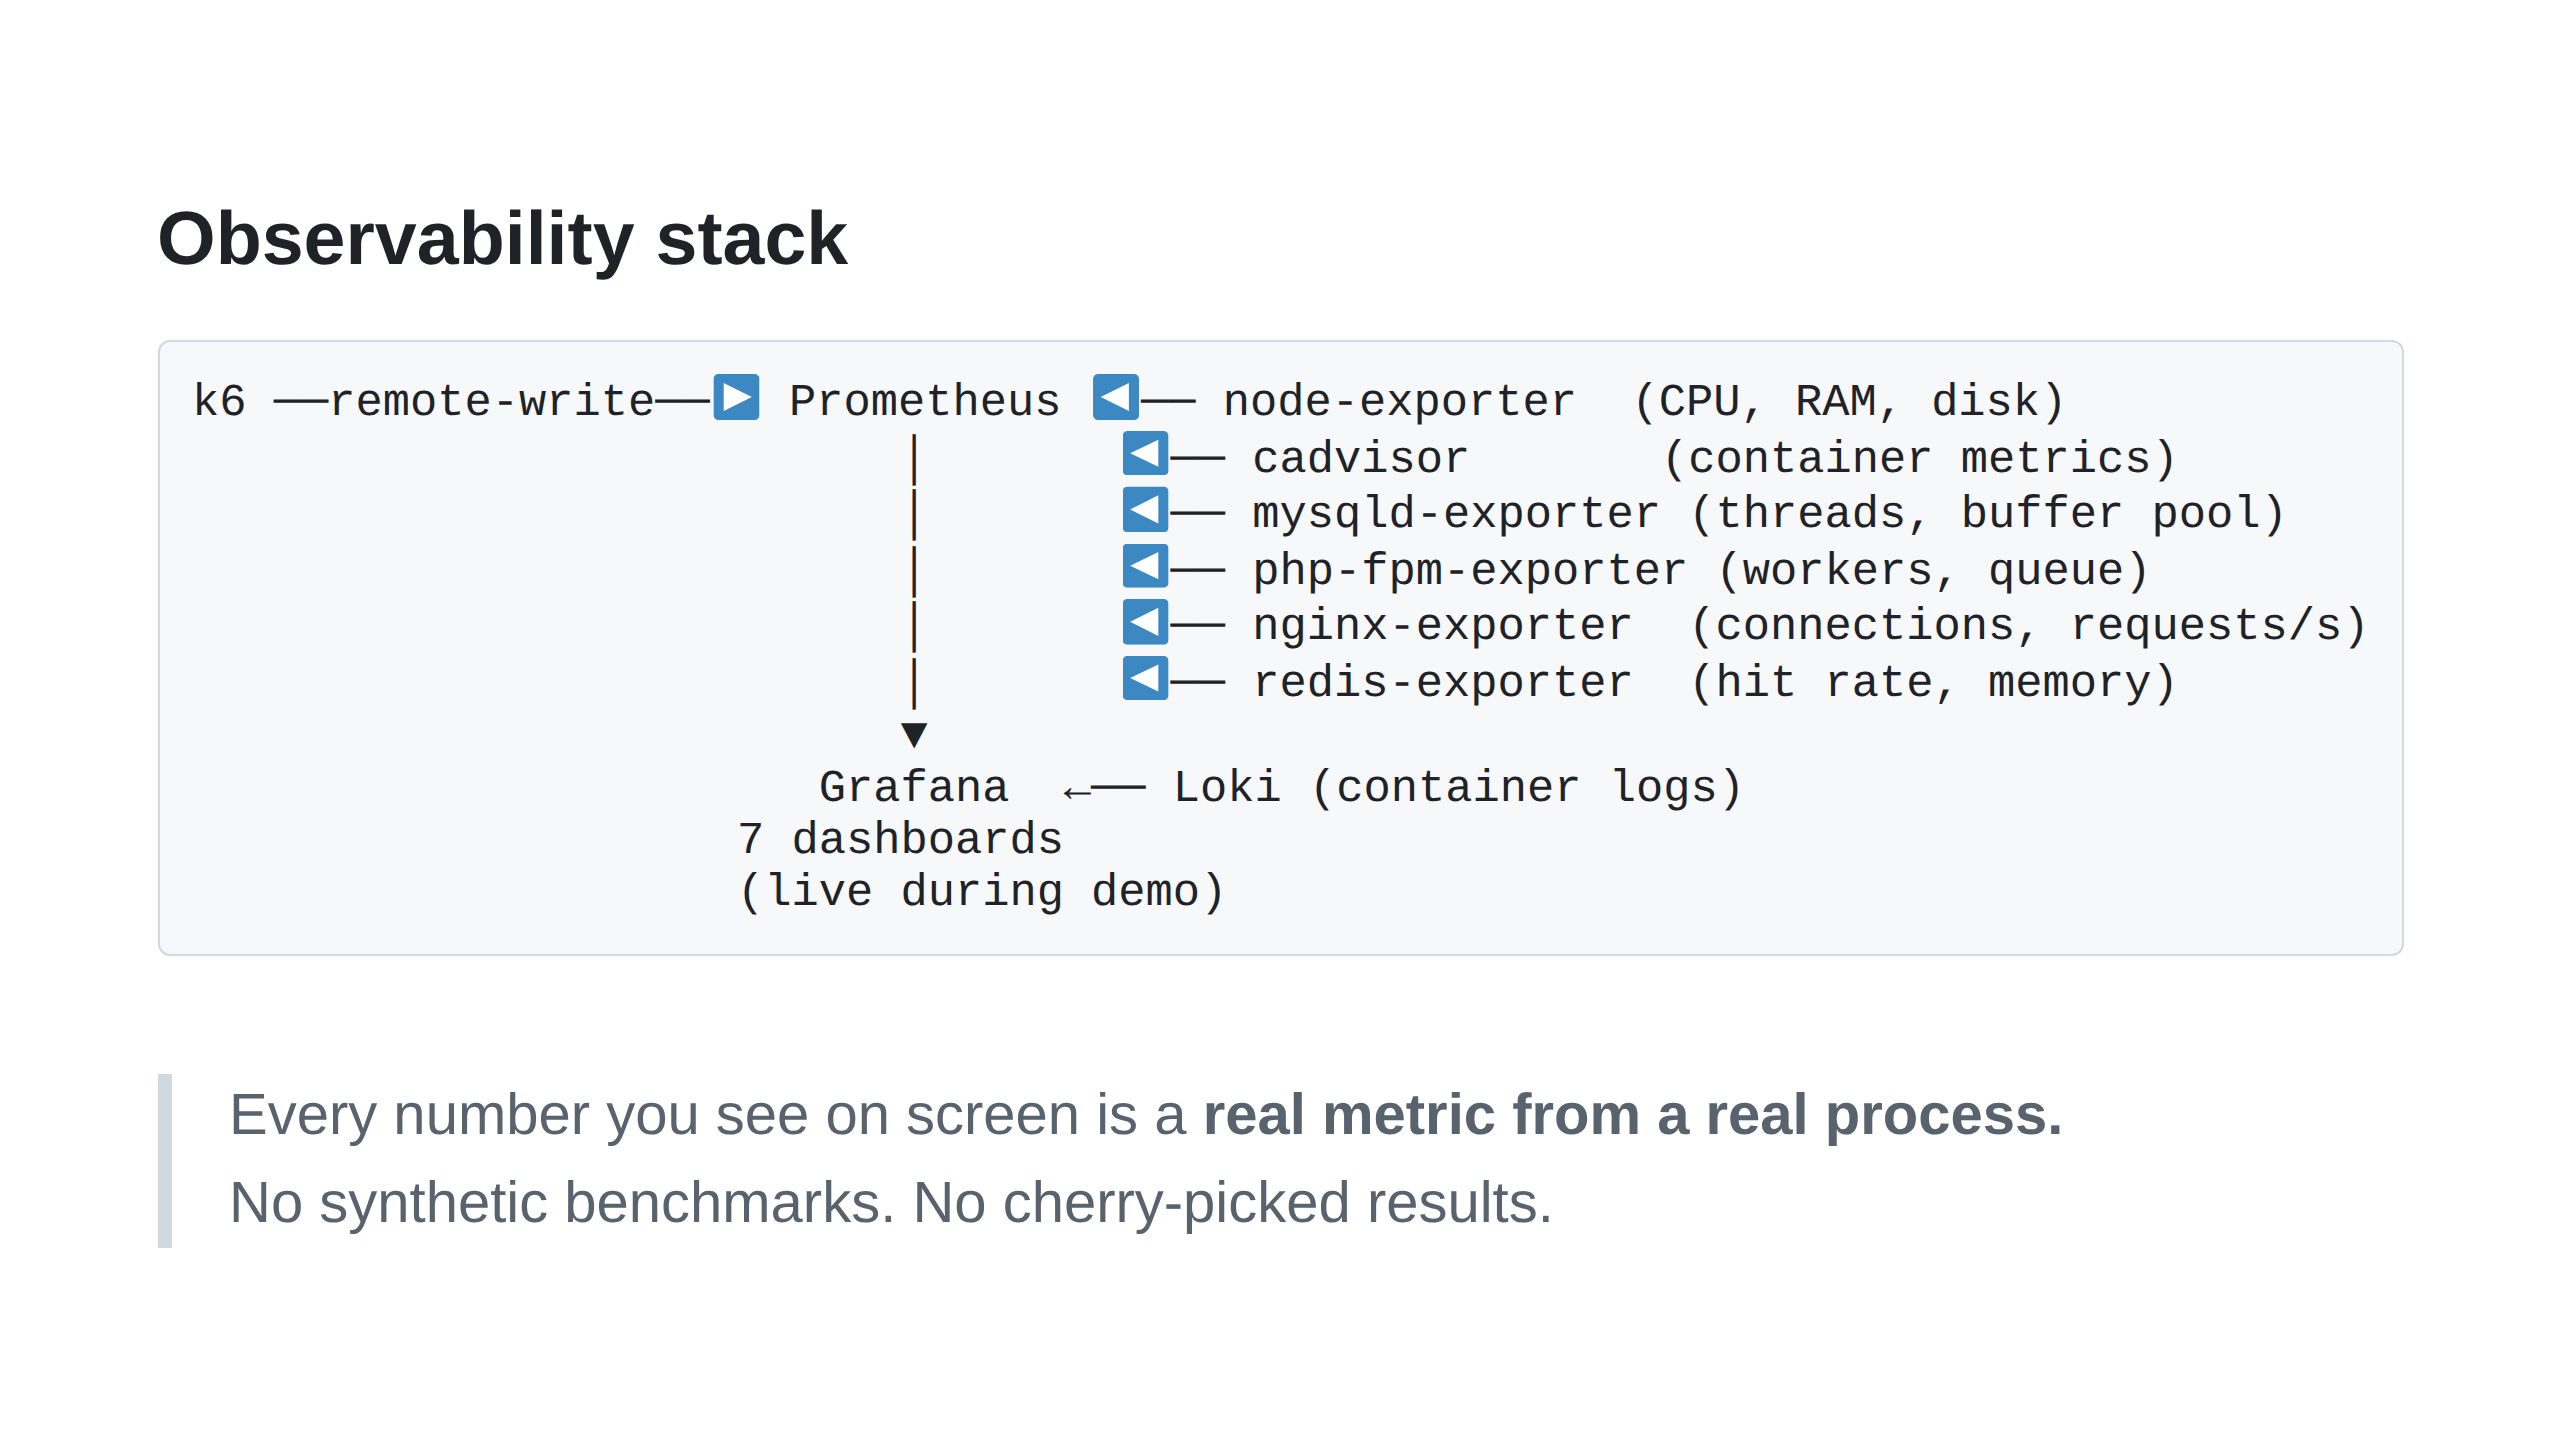 Observability stack
k6 ──remote-write──▶ Prometheus ◀── node-exporter  (CPU, RAM, disk)
                          │       ◀── cadvisor       (container metrics)
                          │       ◀── mysqld-exporter (threads, buffer pool)
                          │       ◀── php-fpm-exporter (workers, queue)
                          │       ◀── nginx-exporter  (connections, requests/s)
                          │       ◀── redis-exporter  (hit rate, memory)
                          ▼
                       Grafana  ←── Loki (container logs)
                    7 dashboards
                    (live during demo)
Every number you see on screen is a real metric from a real process.
No synthetic benchmarks. No cherry-picked results.